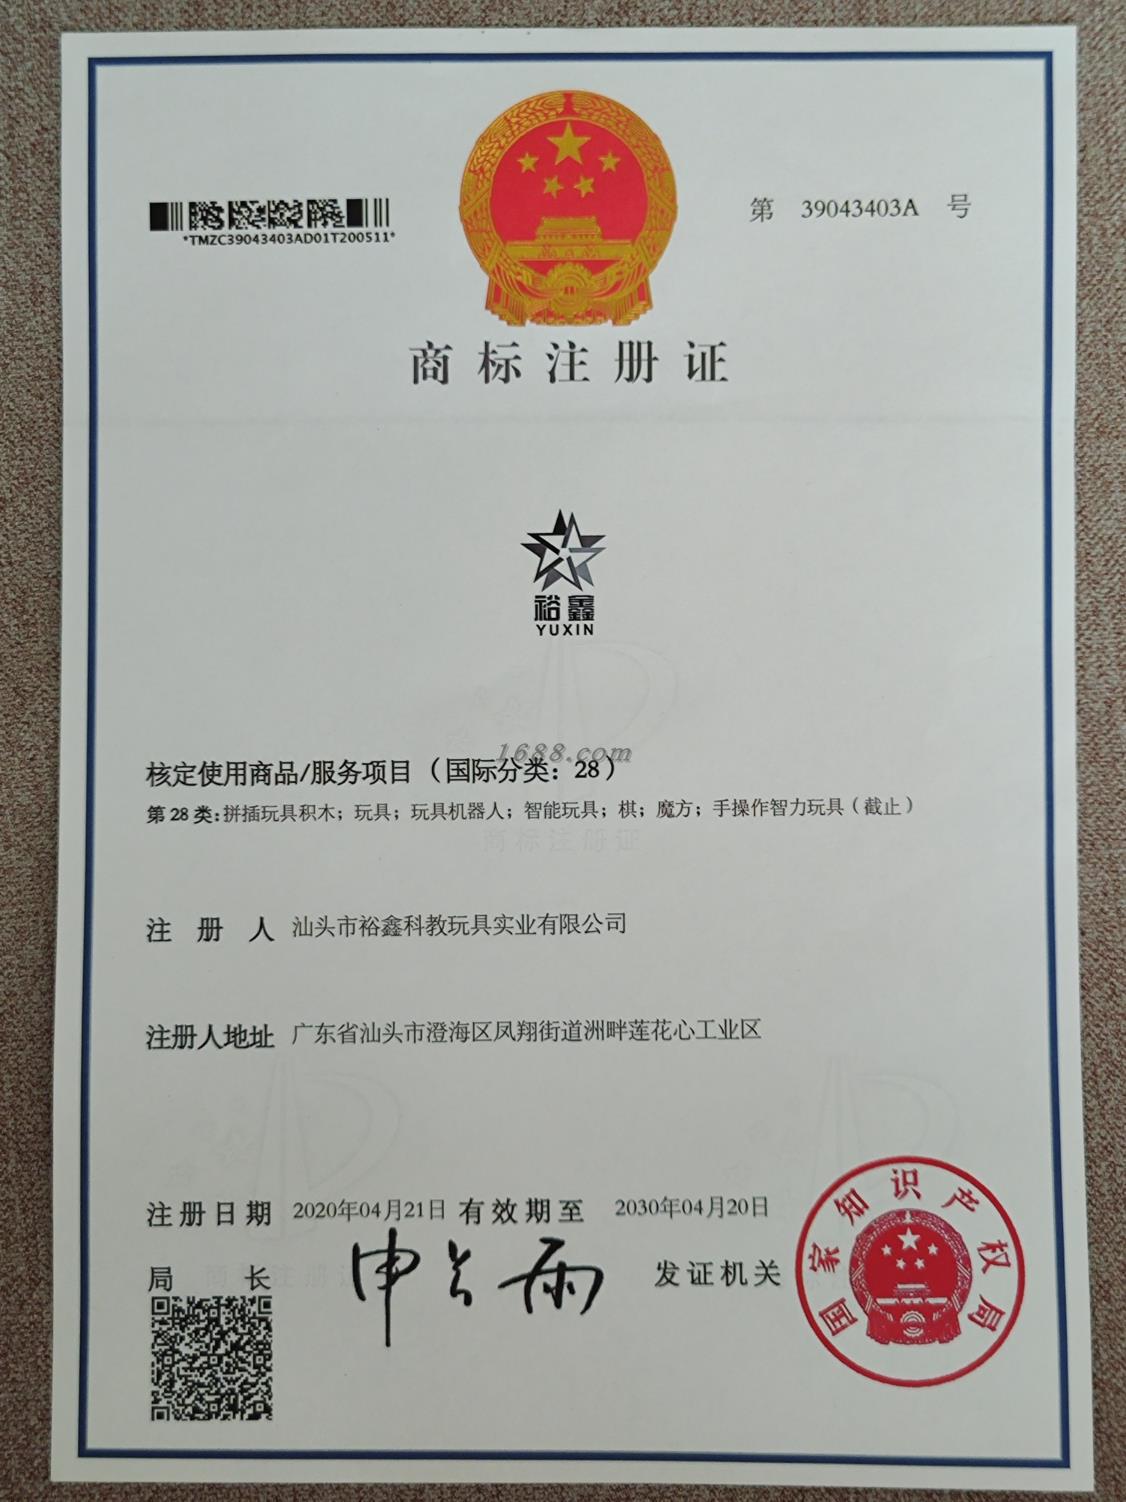 第 39043403A 号
*TMZC39043403AD01T200511*
商标注册证
裕鑫
YUXIN
1688.com
核定使用商品/服务项目（国际分类：28）
第 28 类：拼插玩具积木；玩具；玩具机器人；智能玩具；棋；魔方；手操作智力玩具（截止）
商标注册证
注册人 汕头市裕鑫科教玩具实业有限公司
注册人地址 广东省汕头市澄海区凤翔街道洲畔莲花心工业区
注册日期 2020年04月21日 有效期至 2030年04月20日
局长 申长雨 发证机关
国家知识产权局